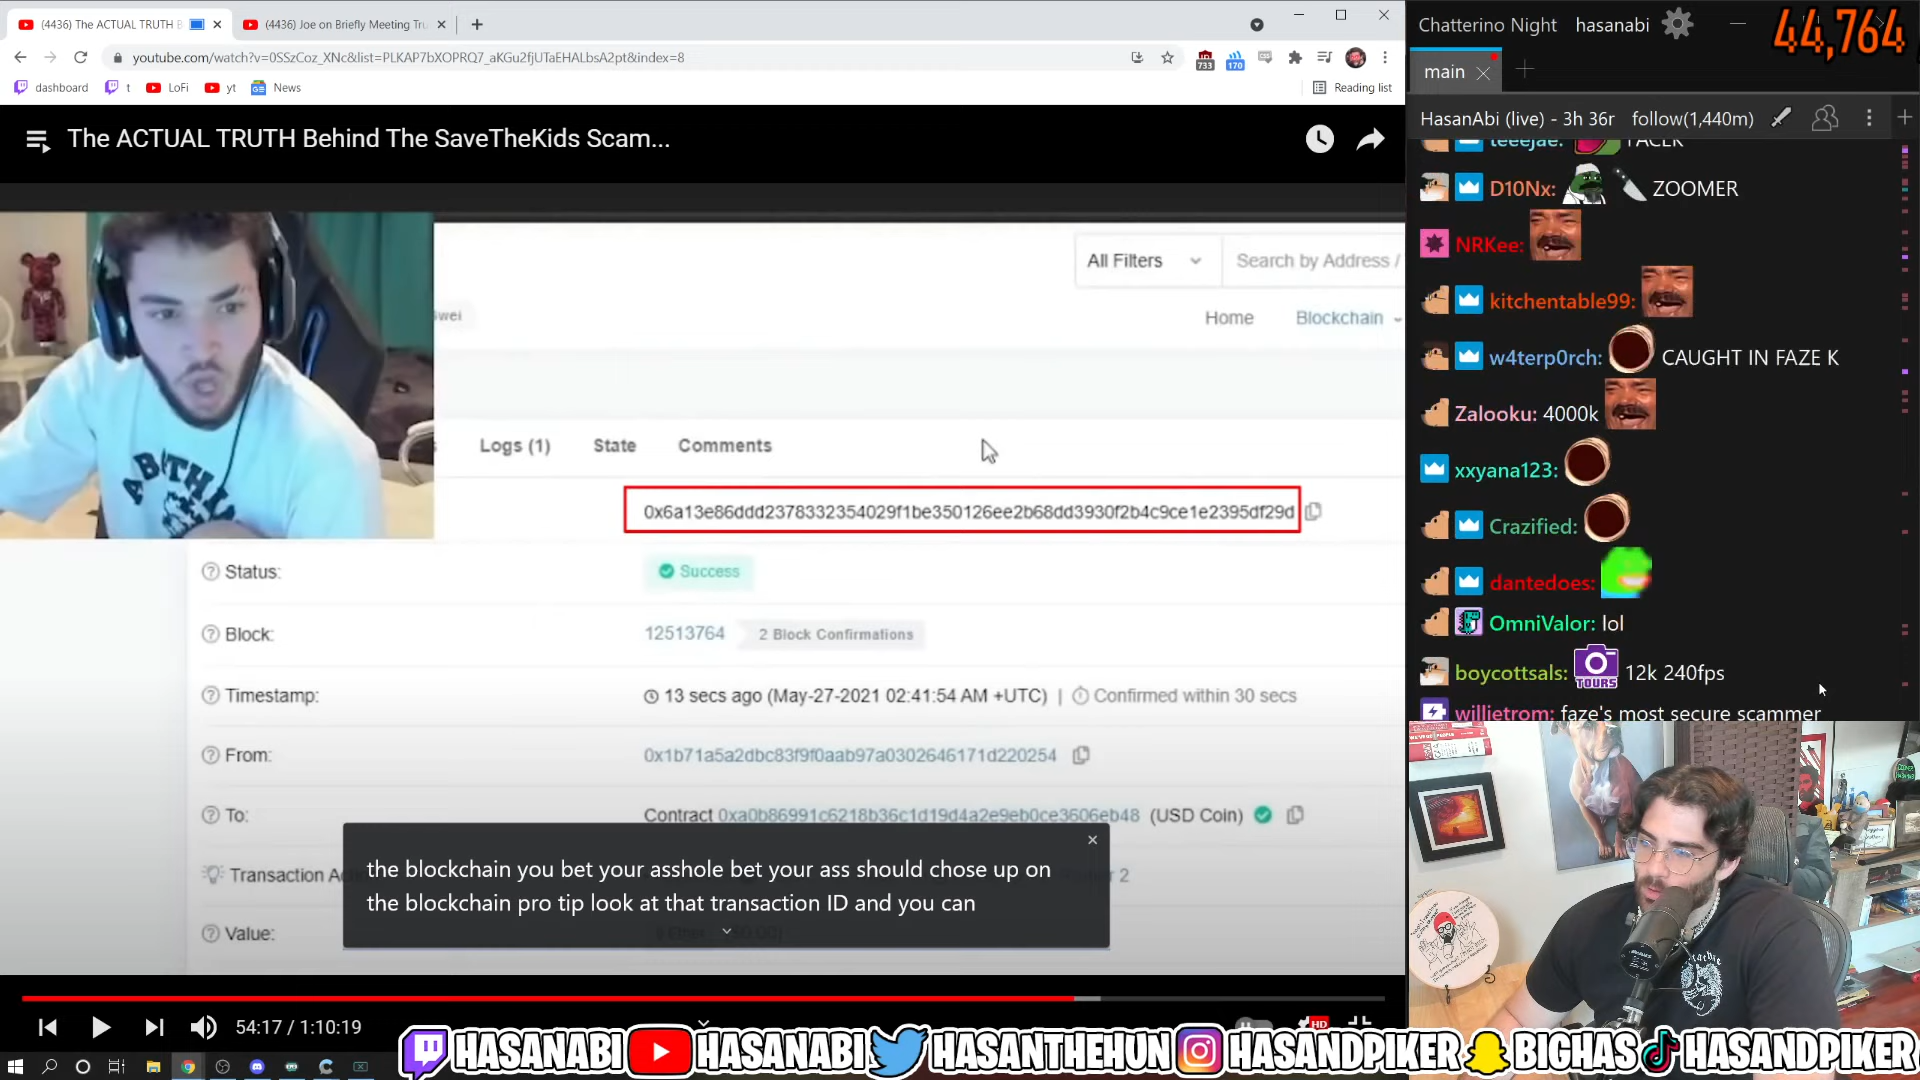 (4436) The ACTUAL TRUTH B
(4436) Joe on Briefly Meeting Tru
youtube.com/watch?v=0SSzCoz_XNc&list=PLKAP7bXOPRQ7_aKGu2fjUTaEHALbsA2pt&index=8
733
170
dashboard
t
LoFi
yt
News
Reading list
The ACTUAL TRUTH Behind The SaveTheKids Scam...
All Filters
Search by Address /
Home
Blockchain
Logs (1)
State
Comments
0x6a13e86ddd2378332354029f1be350126ee2b68dd3930f2b4c9ce1e2395df29d
Status:
Success
Block:
12513764
2 Block Confirmations
Timestamp:
13 secs ago (May-27-2021 02:41:54 AM +UTC) | Confirmed within 30 secs
From:
0x1b71a5a2dbc83f9f0aab97a0302646171d220254
To:
Contract 0xa0b86991c6218b36c1d19d4a2e9eb0ce3606eb48 (USD Coin)
Transaction
2
Value:
the blockchain you bet your asshole bet your ass should chose up on
the blockchain pro tip look at that transaction ID and you can
54:17 / 1:10:19
HD
Chatterino Night
hasanabi
44,764
main
HasanAbi (live) - 3h 36r
follow(1,440m)
teeejae:
D10Nx: ZOOMER
NRKee:
kitchentable99:
w4terp0rch: CAUGHT IN FAZE K
Zalooku: 4000k
xxyana123:
Crazified:
dantedoes:
OmniValor: lol
boycottsals: TOURS 12k 240fps
willietrom: faze's most secure scammer
HASANABI
HASANABI
HASANTHEHUN
HASANDPIKER
BIGHAS
HASANDPIKER